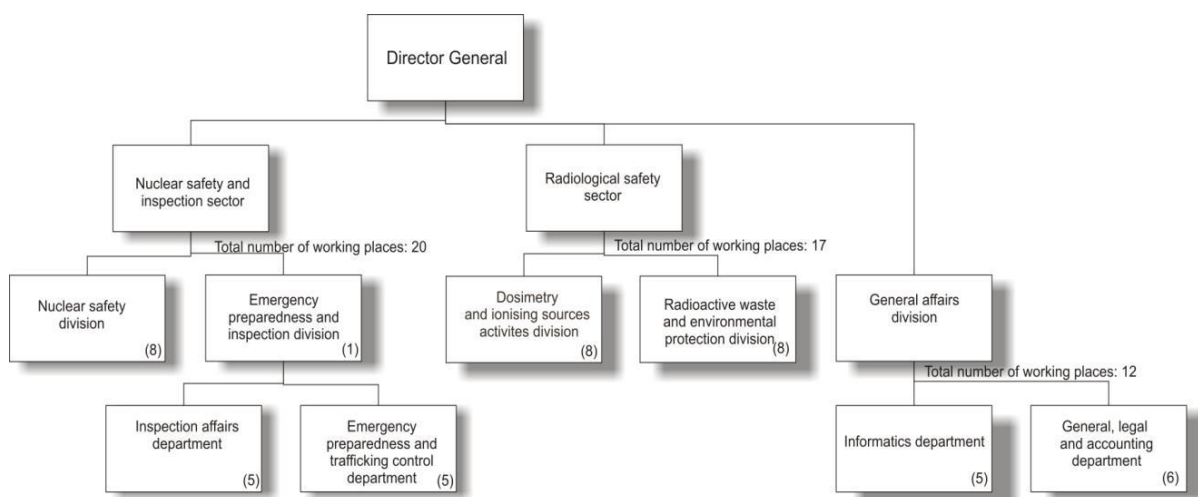 Director General
Nuclear safety and
inspection sector
Radiological safety
sector
Total number of working places: 20
Total number of working places: 17
Nuclear safety
division
(8)
Emergency
preparedness and
inspection division
(1)
Dosimetry
and ionising sources
activites division
(8)
Radioactive waste
and environmental
protection division
(8)
General affairs
division
Total number of working places: 12
Inspection affairs
department
(5)
Emergency
preparedness and
trafficking control
department
(5)
Informatics department
(5)
General, legal
and accounting
department
(6)